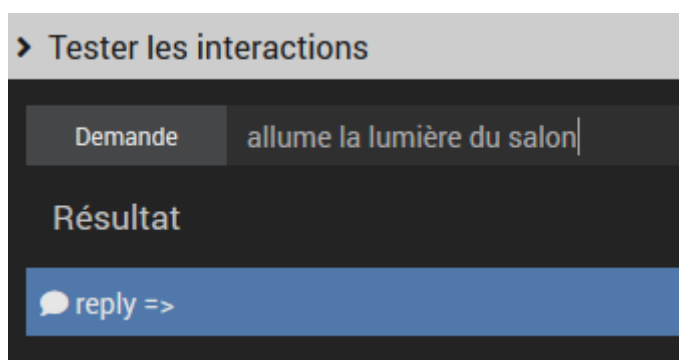 Tester les interactions
Demande allume la lumière du salon
Résultat
reply =>